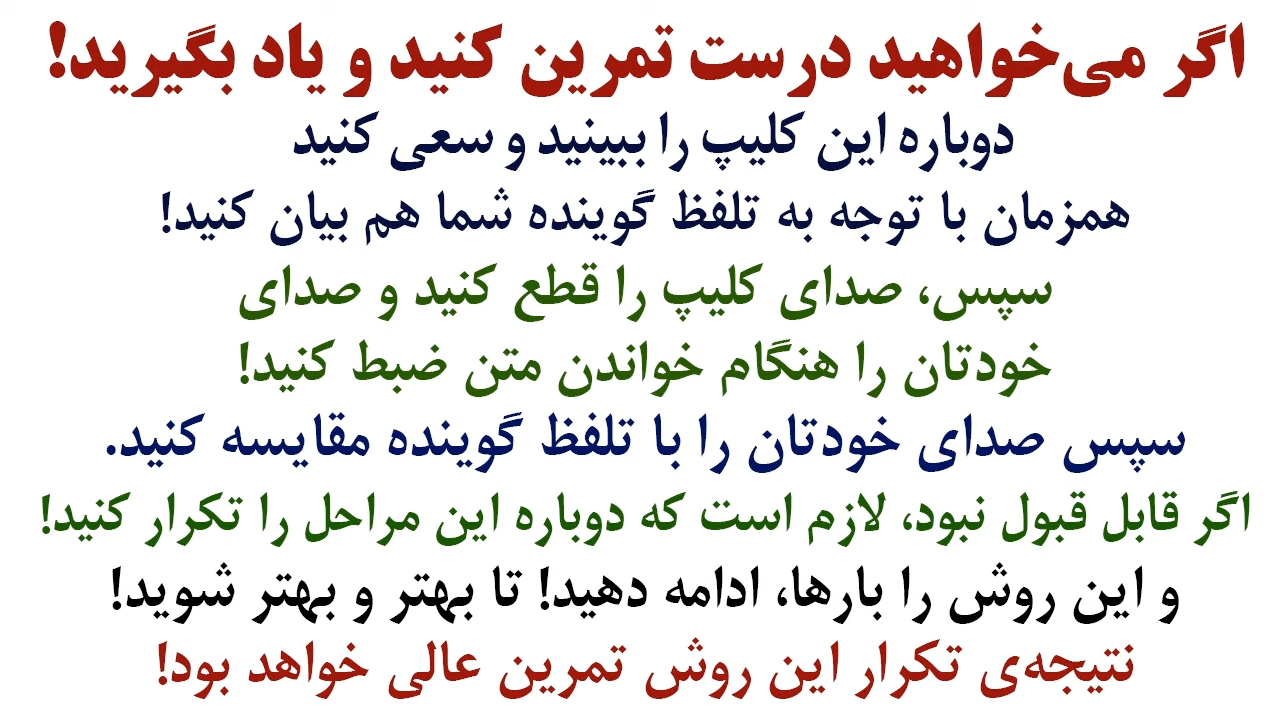 اگر می‌خواهید درست تمرین کنید و یاد بگیرید!
دوباره این کلیپ را ببینید و سعی کنید
همزمان با توجه به تلفظ گوینده شما هم بیان کنید!
سپس، صدای کلیپ را قطع کنید و صدای
خودتان را هنگام خواندن متن ضبط کنید!
سپس صدای خودتان را با تلفظ گوینده مقایسه کنید.
اگر قابل قبول نبود، لازم است که دوباره این مراحل را تکرار کنید!
و این روش را بارها، ادامه دهید! تا بهتر و بهتر شوید!
نتیجه‌ی تکرار این روش تمرین عالی خواهد بود!